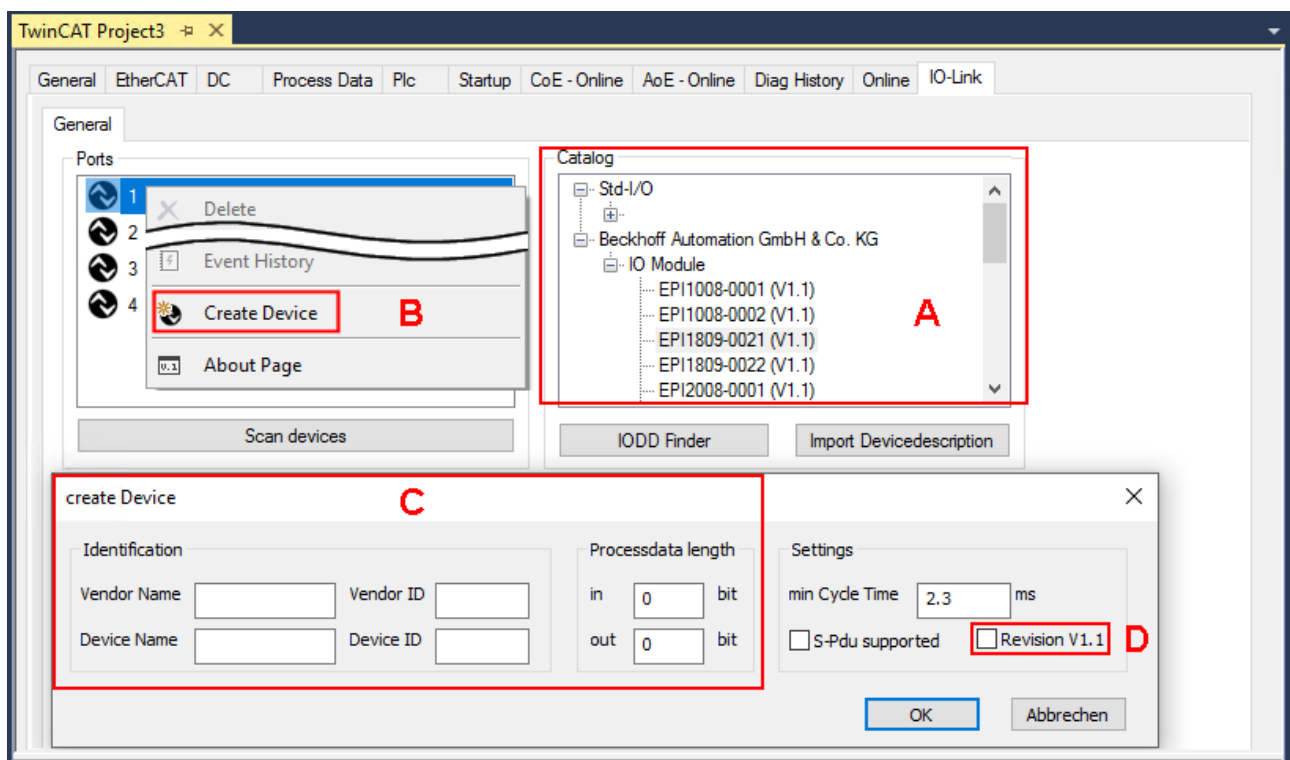 TwinCAT Project3
General EtherCAT DC Process Data Plc Startup CoE - Online AoE - Online Diag History Online IO-Link
General
Ports
1
2
3
4
Delete
Event History
Create Device
B
V.1
About Page
Scan devices
Catalog
Std-I/O
Beckhoff Automation GmbH & Co. KG
IO Module
EPI1008-0001 (V1.1)
EPI1008-0002 (V1.1)
EPI1809-0021 (V1.1)
EPI1809-0022 (V1.1)
EPI2008-0001 (V1.1)
A
IODD Finder
Import Devicedescription
create Device
C
Identification
Vendor Name
Vendor ID
Device Name
Device ID
Processdata length
in 0 bit
out 0 bit
Settings
min Cycle Time 2.3 ms
S-Pdu supported
Revision V1.1
D
OK
Abbrechen